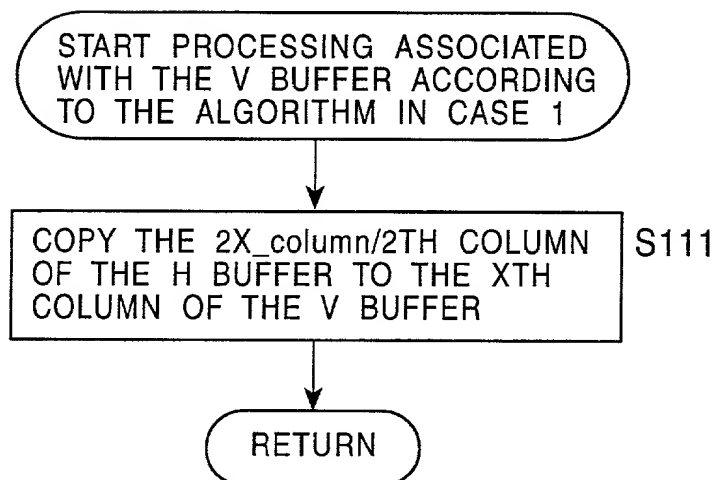 START PROCESSING ASSOCIATED
WITH THE V BUFFER ACCORDING
TO THE ALGORITHM IN CASE 1
COPY THE 2X_column/2TH COLUMN
OF THE H BUFFER TO THE XTH
COLUMN OF THE V BUFFER
S111
RETURN